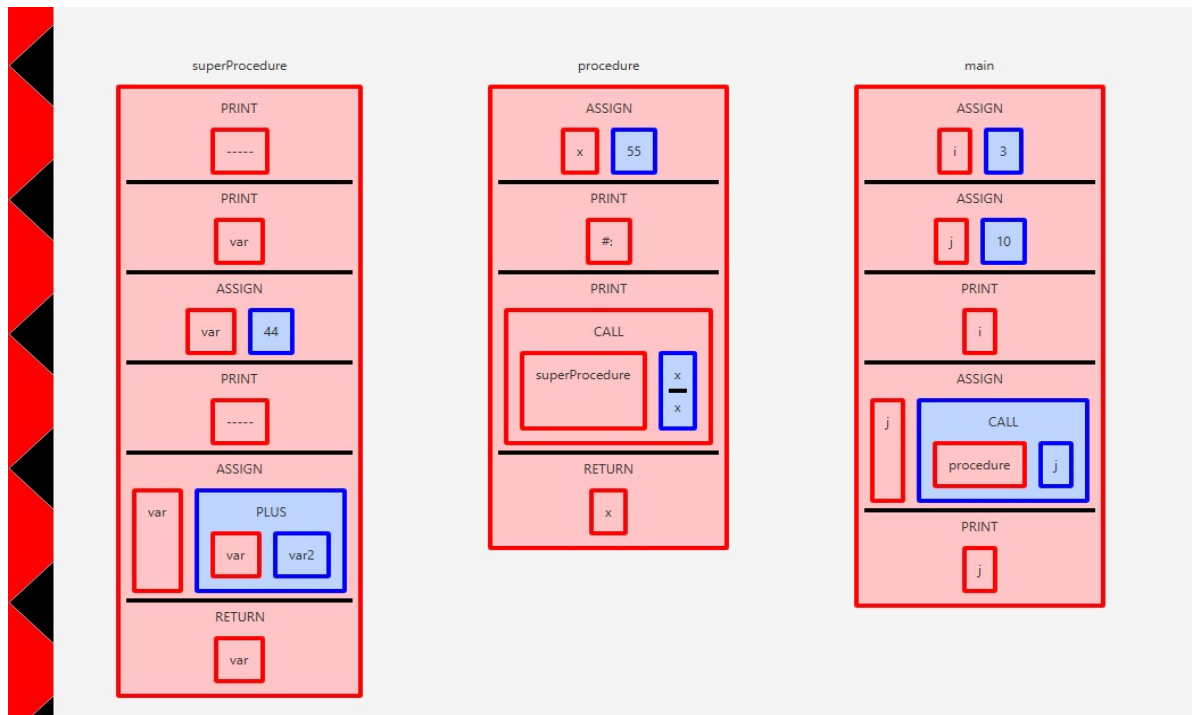 superProcedure
PRINT
-----
PRINT
var
ASSIGN
var 44
PRINT
-----
ASSIGN
var PLUS
var var2
RETURN
var
procedure
ASSIGN
x 55
PRINT
#:
PRINT
CALL
superProcedure x
x
RETURN
x
main
ASSIGN
i 3
ASSIGN
j 10
PRINT
i
ASSIGN
j CALL
procedure j
PRINT
j